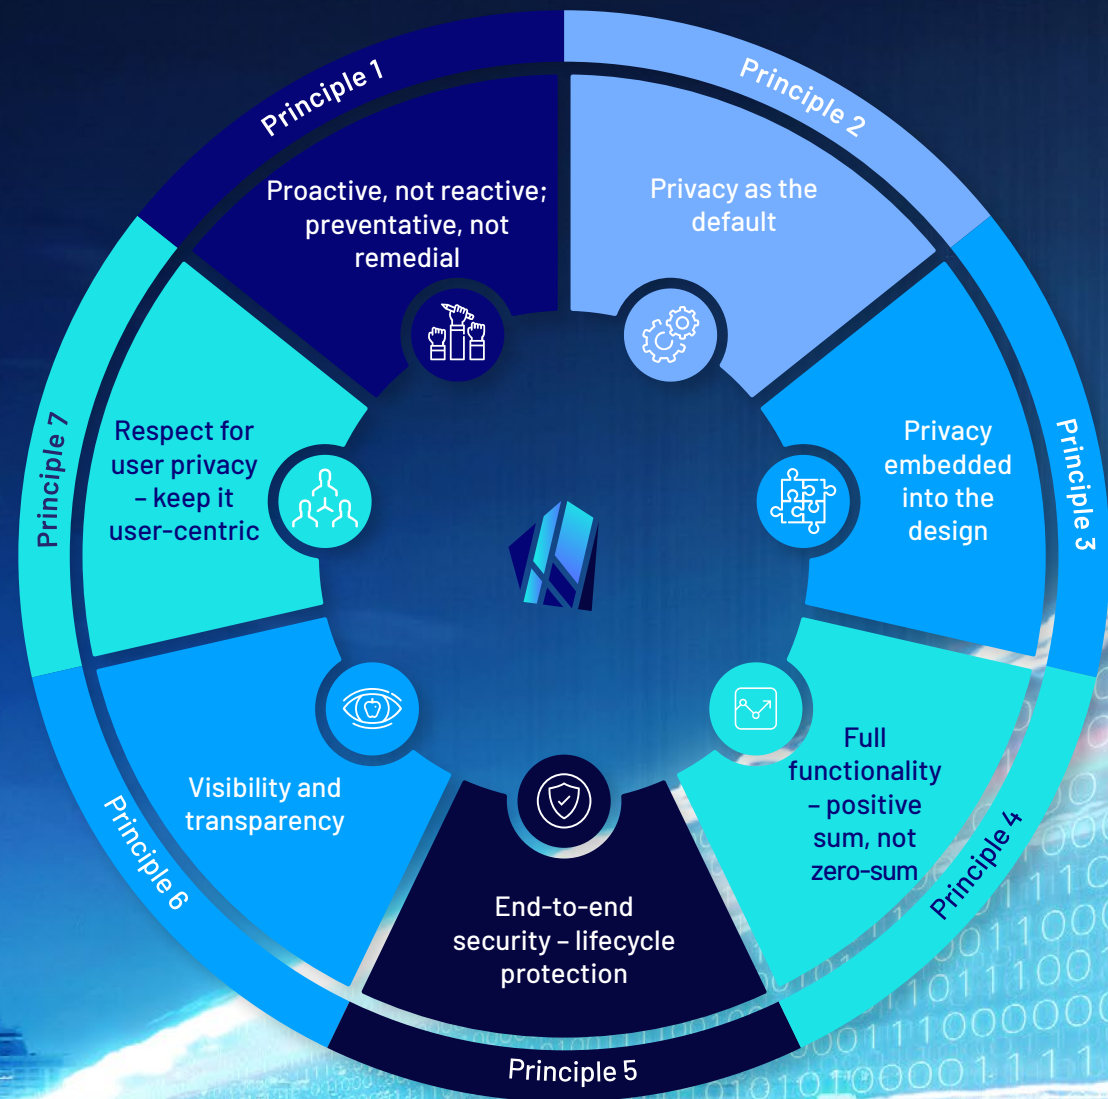 Principle 1
Proactive, not reactive;
preventative, not
remedial
Principle 2
Privacy as the
default
Principle 3
Privacy
embedded
into the
design
Principle 4
Full
functionality
– positive
sum, not
zero-sum
Principle 5
End-to-end
security – lifecycle
protection
Principle 6
Visibility and
transparency
Principle 7
Respect for
user privacy
– keep it
user-centric